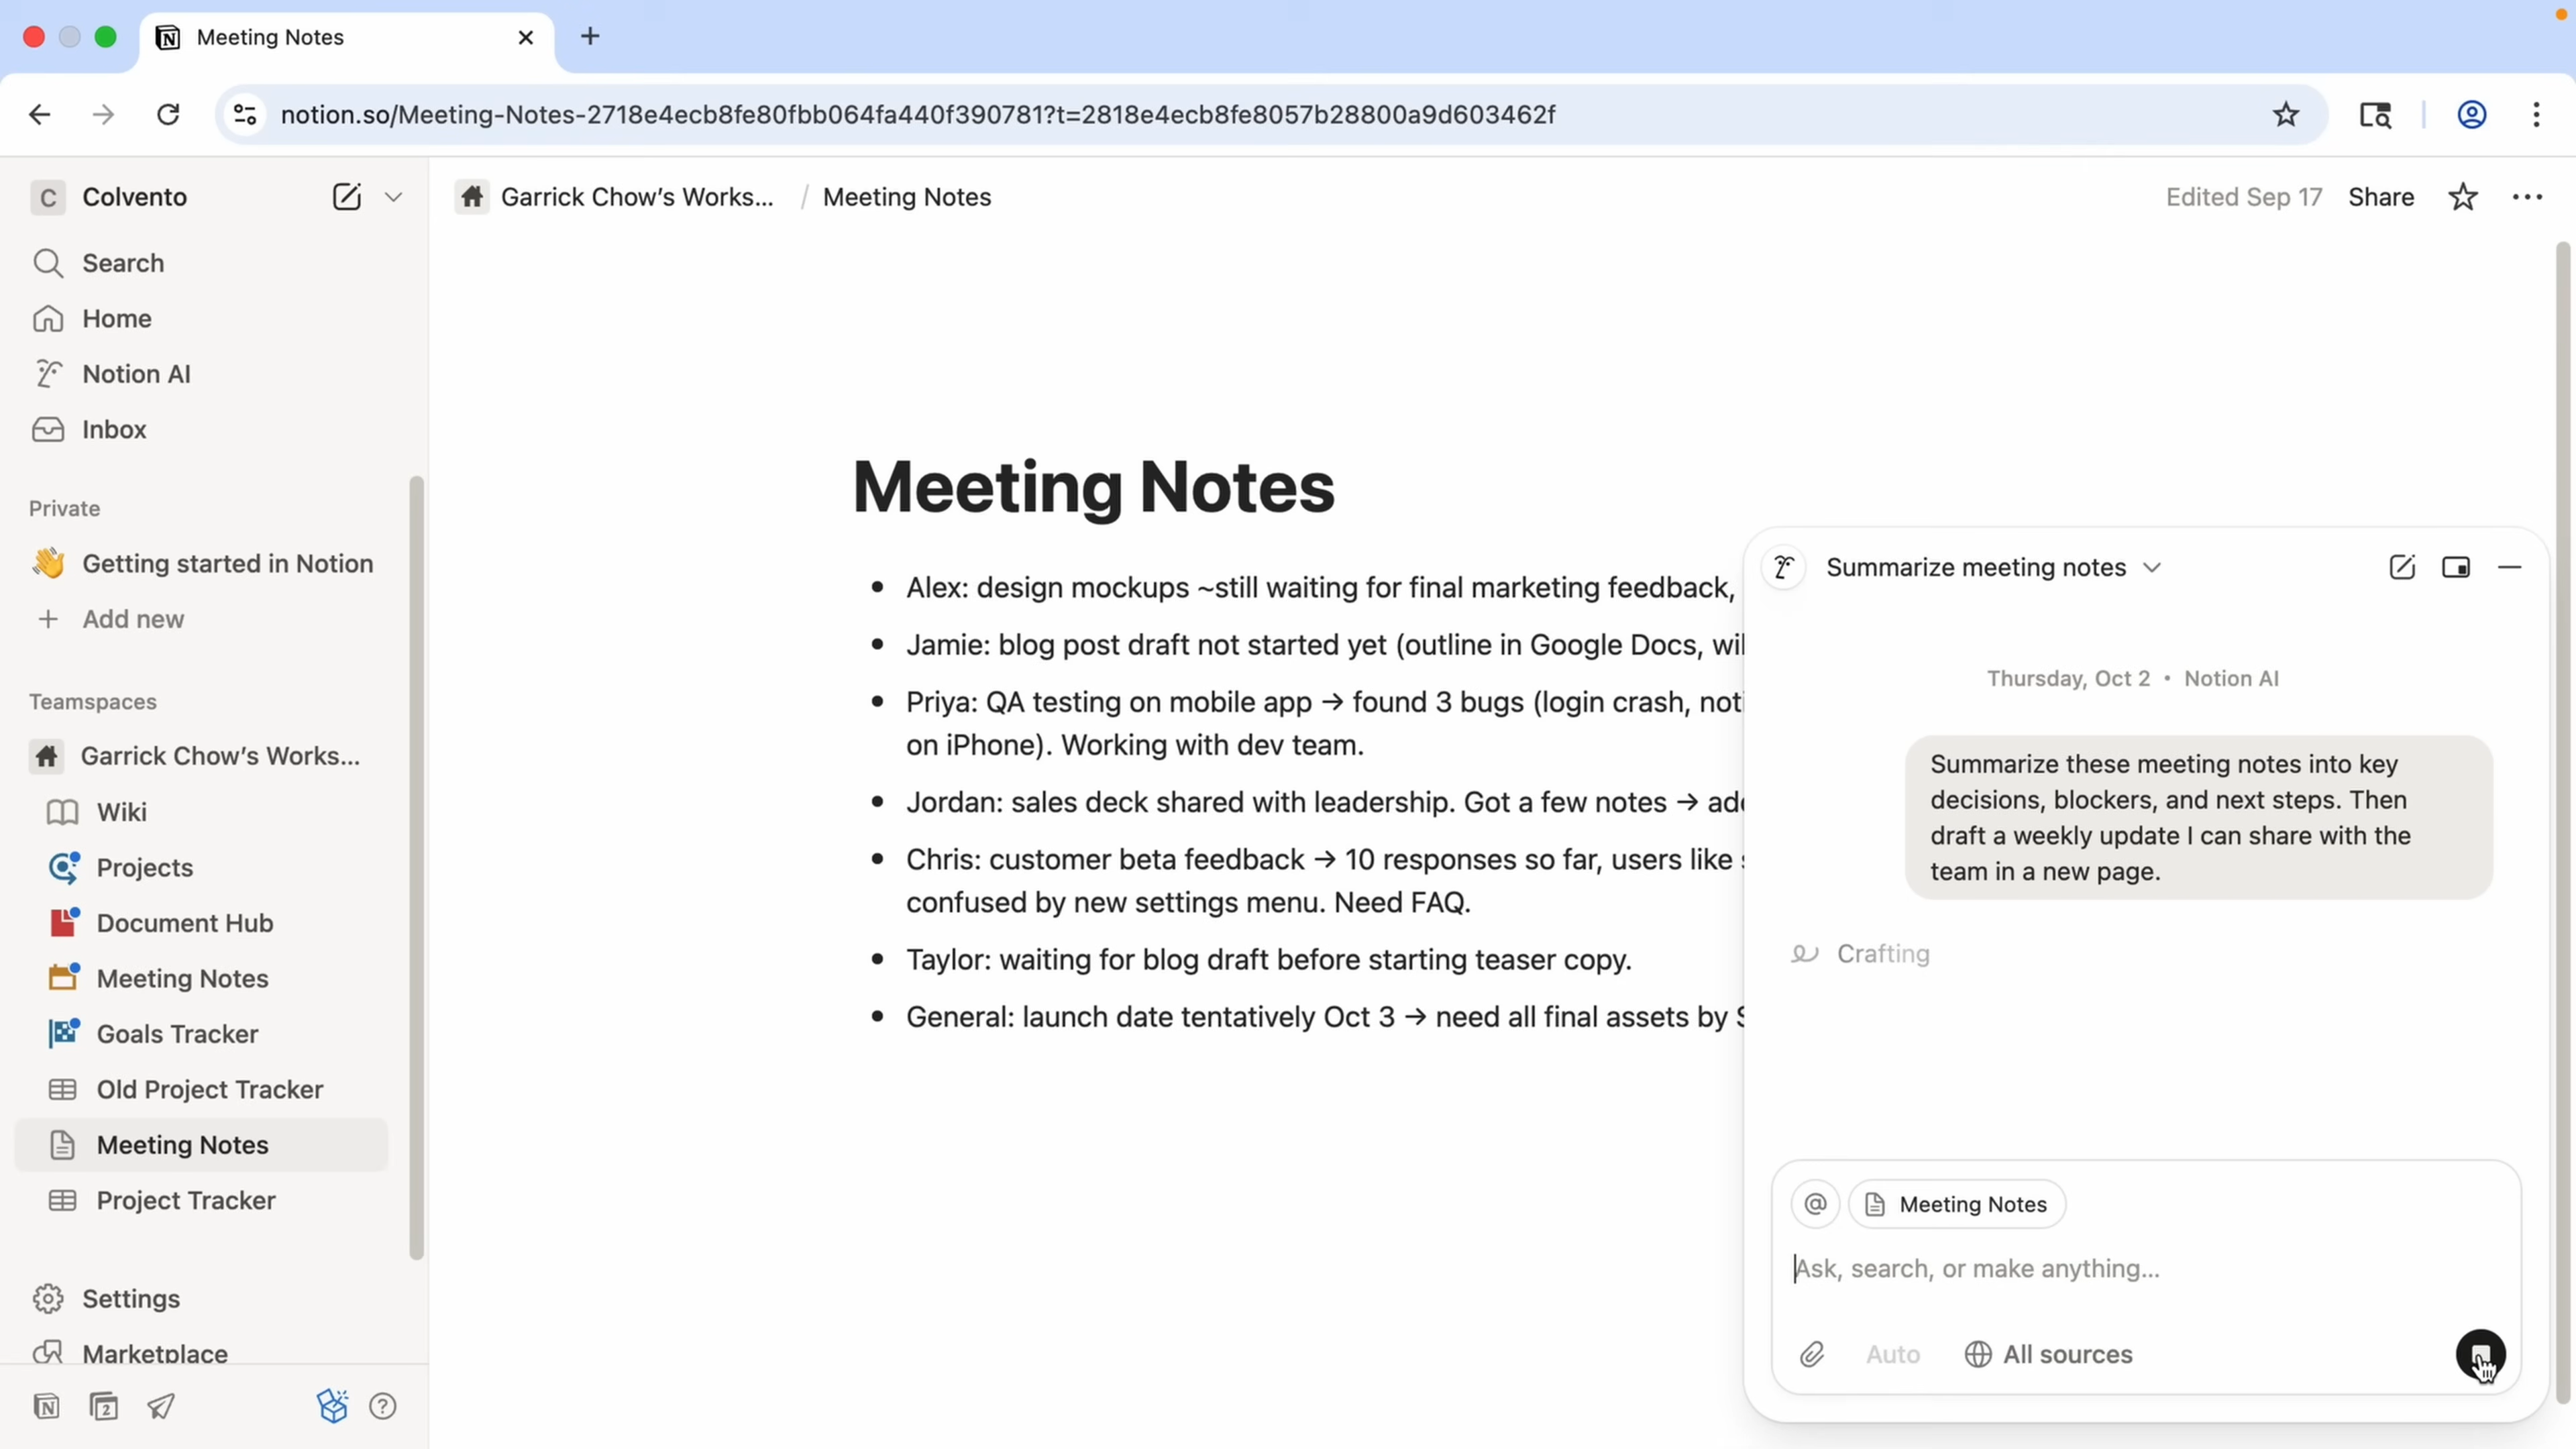 Meeting Notes
notion.so/Meeting-Notes-2718e4ecb8fe80fbb064fa440f390781?t=2818e4ecb8fe8057b28800a9d603462f
C Colvento
Search
Home
Notion AI
Inbox
Private
Getting started in Notion
Add new
Teamspaces
Garrick Chow's Works...
Wiki
Projects
Document Hub
Meeting Notes
Goals Tracker
Old Project Tracker
Meeting Notes
Project Tracker
Settings
Marketplace
2
Garrick Chow's Works... / Meeting Notes
Edited Sep 17 Share
Meeting Notes
• Alex: design mockups ~still waiting for final marketing feedback,
• Jamie: blog post draft not started yet (outline in Google Docs, wil
• Priya: QA testing on mobile app → found 3 bugs (login crash, noti
on iPhone). Working with dev team.
• Jordan: sales deck shared with leadership. Got a few notes → add
• Chris: customer beta feedback → 10 responses so far, users like s
confused by new settings menu. Need FAQ.
• Taylor: waiting for blog draft before starting teaser copy.
• General: launch date tentatively Oct 3 → need all final assets by S
Summarize meeting notes
Thursday, Oct 2 • Notion AI
Summarize these meeting notes into key
decisions, blockers, and next steps. Then
draft a weekly update I can share with the
team in a new page.
Crafting
@ Meeting Notes
Ask, search, or make anything...
Auto All sources